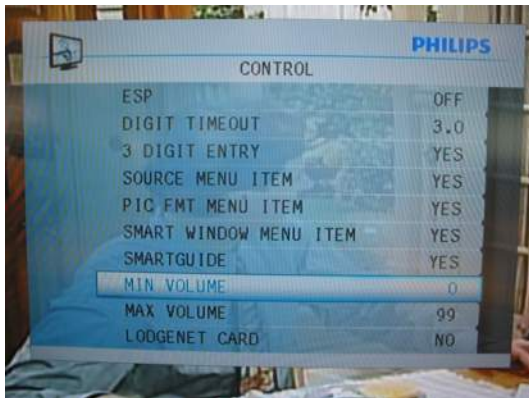 PHILIPS
CONTROL
ESP OFF
DIGIT TIMEOUT 3.0
3 DIGIT ENTRY YES
SOURCE MENU ITEM YES
PIC FMT MENU ITEM YES
SMART WINDOW MENU ITEM YES
SMARTGUIDE YES
MIN VOLUME 0
MAX VOLUME 99
LODGENET CARD NO